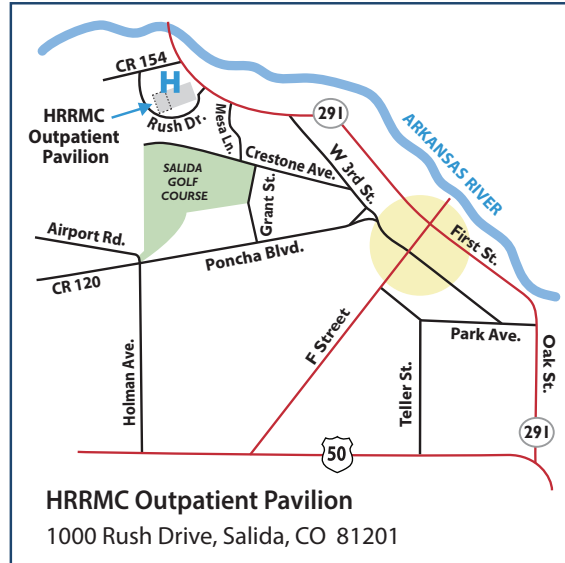 CR 154
H
HRRMC
Outpatient
Pavilion
Rush Dr.
Mesa Ln.
291
ARKANSAS RIVER
W 3rd St.
Crestone Ave.
SALIDA
GOLF
COURSE
Grant St.
First St.
Airport Rd.
Poncha Blvd.
CR 120
F Street
Park Ave.
Holman Ave.
Teller St.
Oak St.
291
50
HRRMC Outpatient Pavilion
1000 Rush Drive, Salida, CO 81201